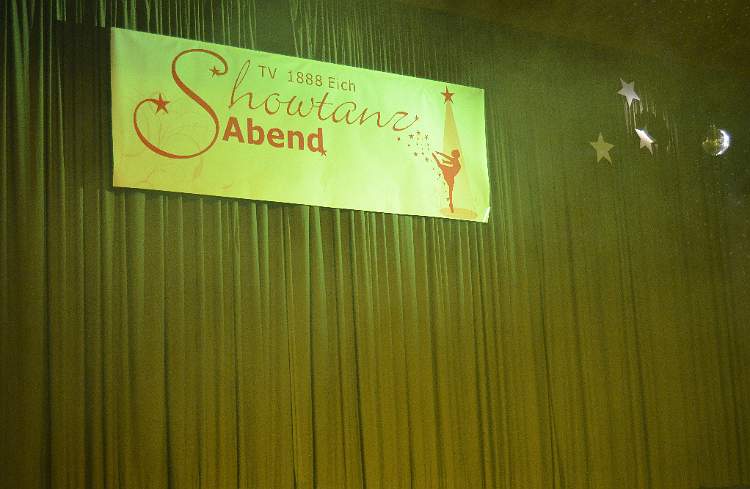 TV 1888 Eich
Showtanz
Abend